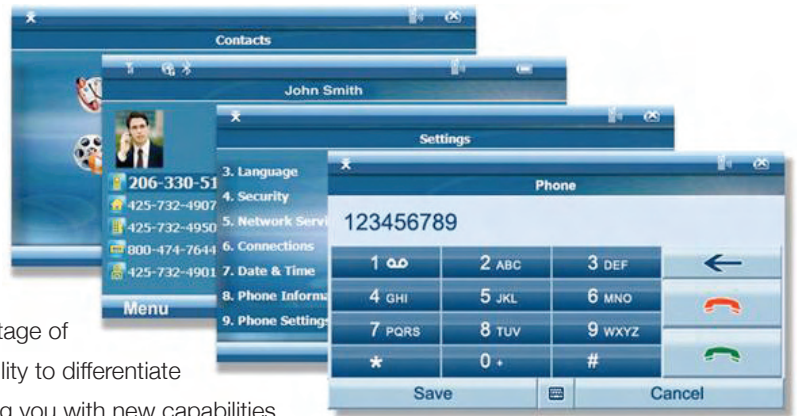 Contacts
John Smith
206-330-51
425-732-4907
425-732-4950
800-474-7644
425-732-4901
Menu
Settings
3. Language
4. Security
5. Network Servi
6. Connections
7. Date & Time
8. Phone Informa
9. Phone Settings
Phone
123456789
1 2 ABC 3 DEF
4 GHI 5 JKL 6 MNO
7 PQRS 8 TUV 9 WXYZ
* 0 + #
Save Cancel
tage of
ility to differentiate
g you with new capabilities